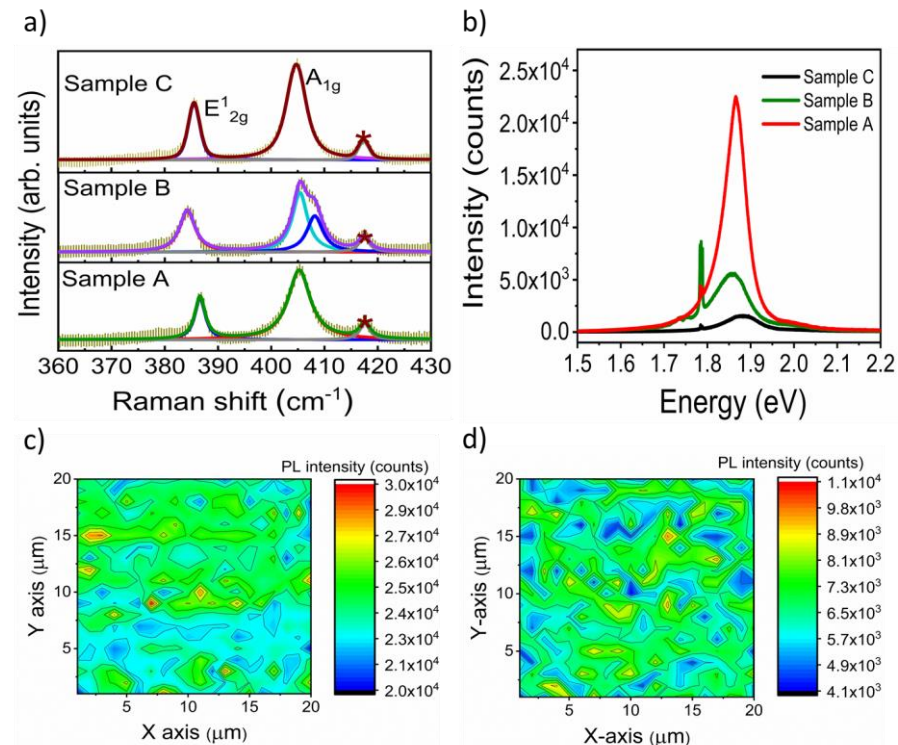 a)
Sample C
E¹₂g
A₁g
*
Sample B
*
Sample A
*
Intensity (arb. units)
360 370 380 390 400 410 420 430
Raman shift (cm⁻¹)
b)
2.5x10⁴
2.0x10⁴
1.5x10⁴
1.0x10⁴
5.0x10³
0.0
Sample C
Sample B
Sample A
Intensity (counts)
1.5 1.6 1.7 1.8 1.9 2.0 2.1 2.2
Energy (eV)
c)
PL intensity (counts)
20
15
10
5
Y axis (μm)
5 10 15 20
X axis (μm)
3.0x10⁴
2.8x10⁴
2.7x10⁴
2.6x10⁴
2.4x10⁴
2.3x10⁴
2.1x10⁴
2.0x10⁴
d)
PL intensity (counts)
20
15
10
5
Y-axis (μm)
5 10 15 20
X-axis (μm)
1.1x10⁴
9.8x10³
8.9x10³
8.1x10³
7.3x10³
6.5x10³
5.7x10³
4.9x10³
4.1x10³